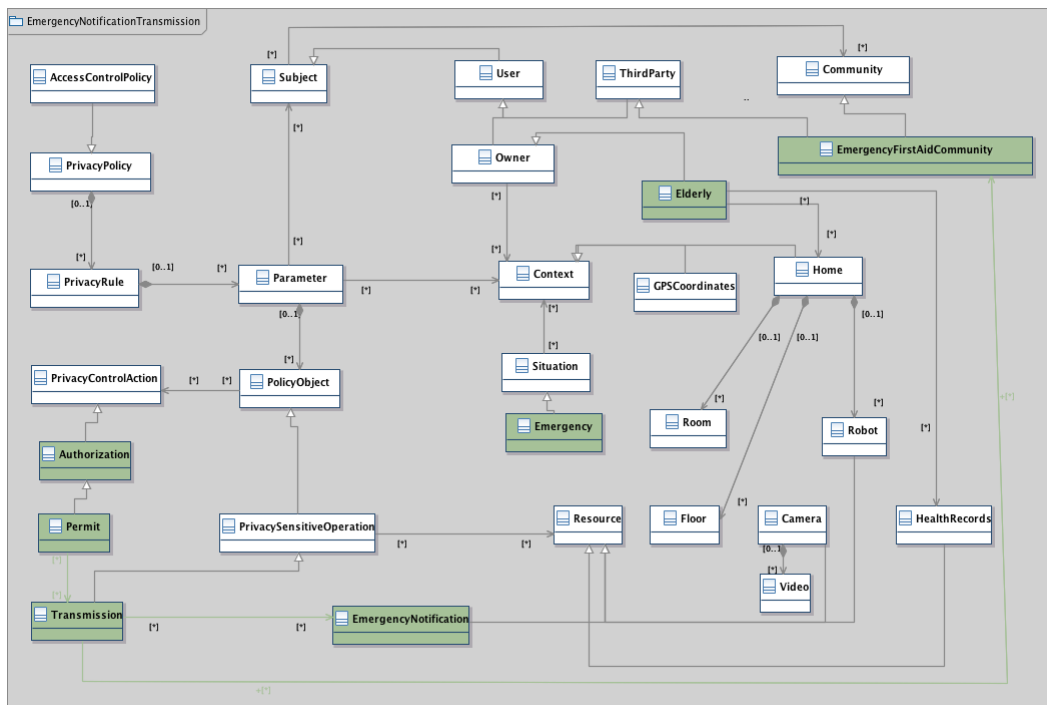 EmergencyNotificationTransmission
[*]
[*]
AccessControlPolicy
Subject
User
ThirdParty
Community
..
[*]
PrivacyPolicy
Owner
EmergencyFirstAidCommunity
[0..1]
Elderly
[*]
[*]
[*]
[*]
[*]
[*]
PrivacyRule
[0..1]
[*]
Parameter
[*]
[*]
Context
GPSCoordinates
Home
[0..1]
[*]
[0..1]
[0..1]
[0..1]
[*]
[*]
PrivacyControlAction
[*]
[*]
PolicyObject
Situation
[*]
[*]
+[*]
Emergency
Room
Robot
[*]
Authorization
[*]
Permit
PrivacySensitiveOperation
[*]
[*]
Resource
Floor
Camera
HealthRecords
[*]
[0..1]
[*]
[*]
Video
Transmission
[*]
[*]
EmergencyNotification
+[*]